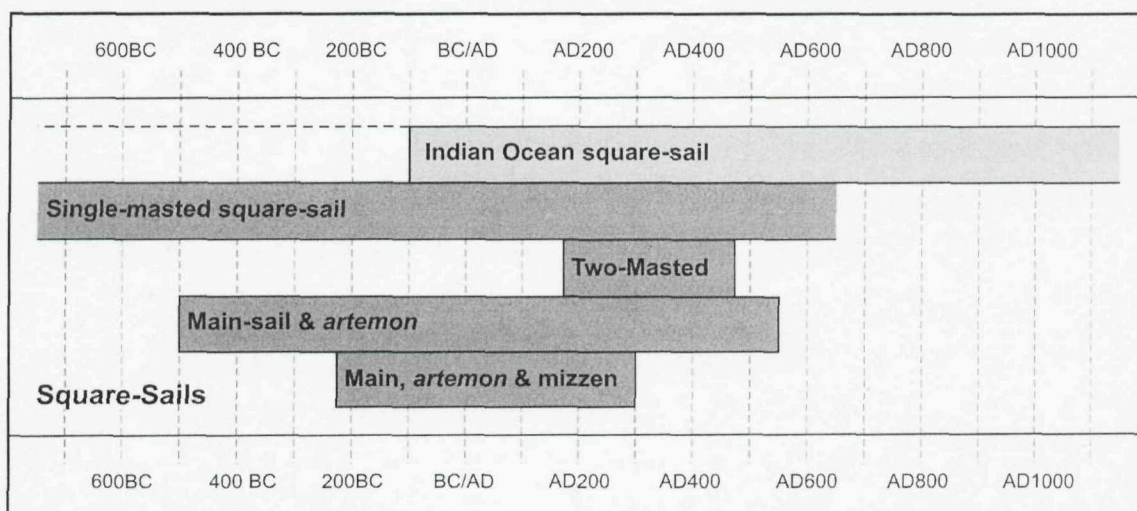 600BC 400 BC 200BC BC/AD AD200 AD400 AD600 AD800 AD1000
Indian Ocean square-sail
Single-masted square-sail
Two-Masted
Main-sail & artemon
Main, artemon & mizzen
Square-Sails
600BC 400 BC 200BC BC/AD AD200 AD400 AD600 AD800 AD1000